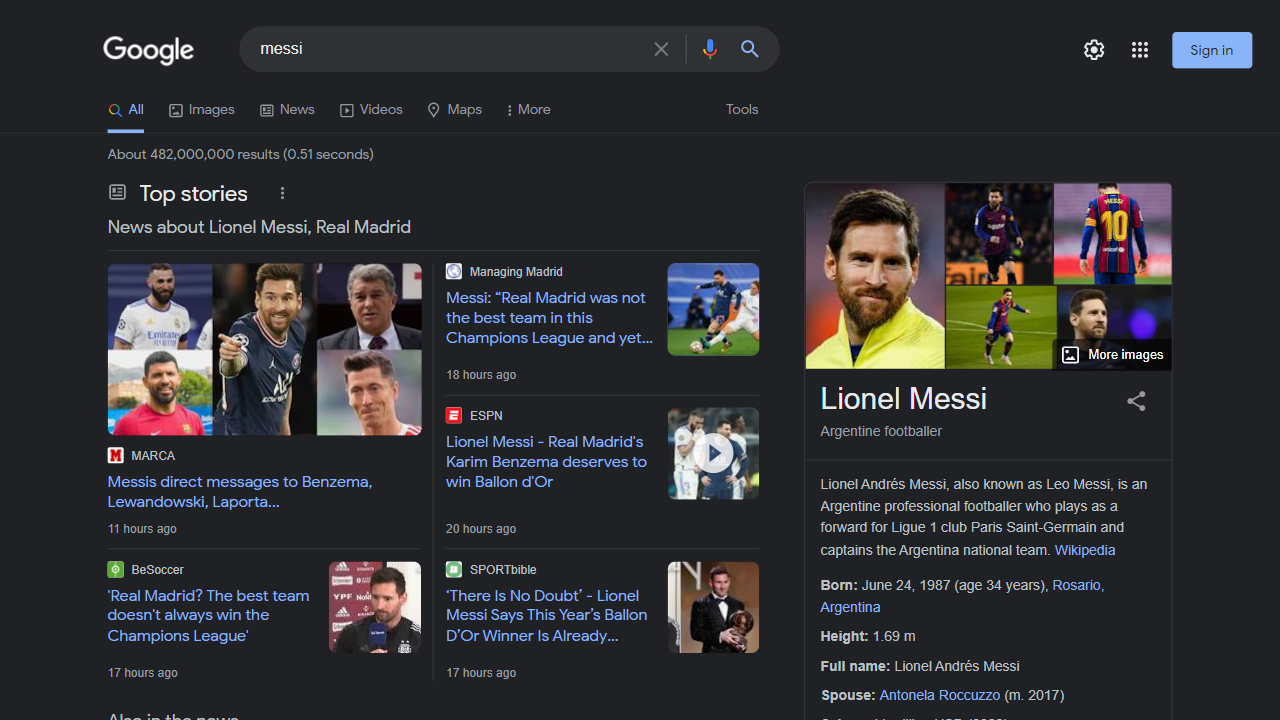 Google
messi
Sign in
All
Images
News
Videos
Maps
More
Tools
About 482,000,000 results (0.51 seconds)
Top stories
News about Lionel Messi, Real Madrid
MARCA
Messis direct messages to Benzema,
Lewandowski, Laporta...
11 hours ago
BeSoccer
'Real Madrid? The best team
doesn't always win the
Champions League'
17 hours ago
Managing Madrid
Messi: “Real Madrid was not
the best team in this
Champions League and yet...
18 hours ago
ESPN
Lionel Messi - Real Madrid's
Karim Benzema deserves to
win Ballon d'Or
20 hours ago
SPORTbible
‘There Is No Doubt’ - Lionel
Messi Says This Year’s Ballon
D’Or Winner Is Already...
17 hours ago
MESSI
10
More images
Lionel Messi
Argentine footballer
Lionel Andrés Messi, also known as Leo Messi, is an
Argentine professional footballer who plays as a
forward for Ligue 1 club Paris Saint-Germain and
captains the Argentina national team. Wikipedia
Born: June 24, 1987 (age 34 years), Rosario,
Argentina
Height: 1.69 m
Full name: Lionel Andrés Messi
Spouse: Antonela Roccuzzo (m. 2017)
Also in the news